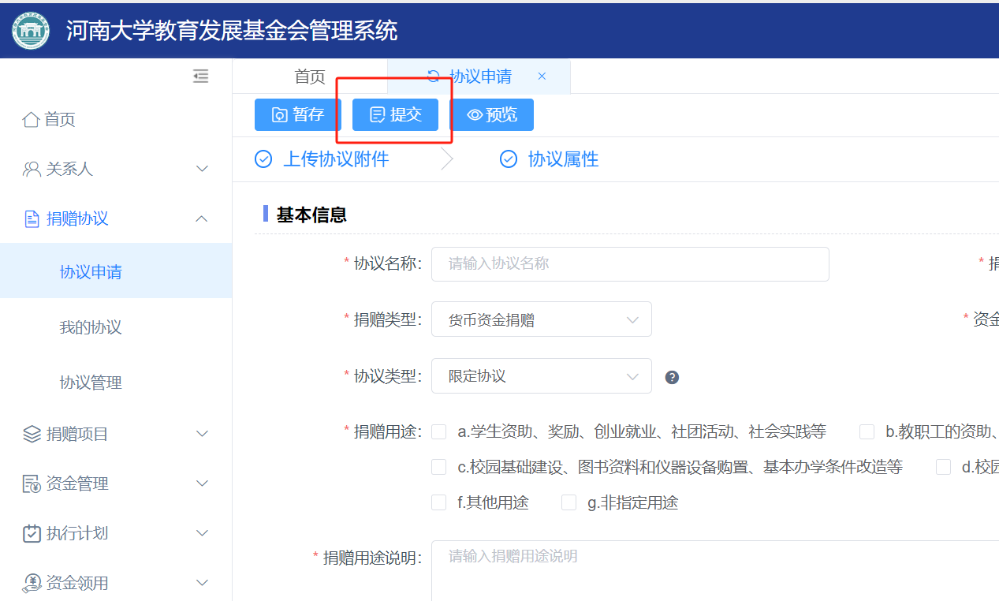 河南大学教育发展基金会管理系统
首页 协议申请
暂存 提交 预览
上传协议附件 协议属性
首页
关系人
捐赠协议
协议申请
我的协议
协议管理
捐赠项目
资金管理
执行计划
资金领用
基本信息
* 协议名称: 请输入协议名称 * 捐
* 捐赠类型: 货币资金捐赠 * 资金
* 协议类型: 限定协议 ?
* 捐赠用途: a.学生资助、奖励、创业就业、社团活动、社会实践等 b.教职工的资助、
c.校园基础建设、图书资料和仪器设备购置、基本办学条件改造等 d.校园
f.其他用途 g.非指定用途
* 捐赠用途说明: 请输入捐赠用途说明